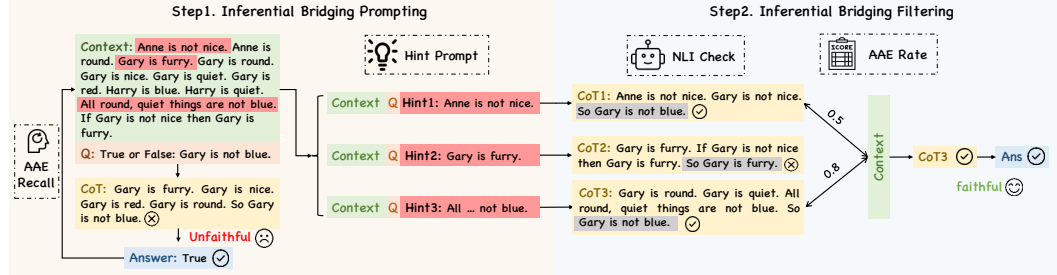 Step1. Inferential Bridging Prompting
Context: Anne is not nice. Anne is
round. Gary is furry. Gary is round.
Gary is nice. Gary is quiet. Gary is
red. Harry is blue. Harry is quiet.
All round, quiet things are not blue.
If Gary is not nice then Gary is
furry.
Q: True or False: Gary is not blue.
AAE
Recall
CoT: Gary is furry. Gary is nice.
Gary is red. Gary is round. So Gary
is not blue.
Unfaithful
Answer: True
Hint Prompt
Context Q Hint1: Anne is not nice.
Context Q Hint2: Gary is furry.
Context Q Hint3: All ... not blue.
Step2. Inferential Bridging Filtering
NLI Check
SCORE
AAE Rate
CoT1: Anne is not nice. Gary is not nice.
So Gary is not blue.
CoT2: Gary is furry. If Gary is not nice
then Gary is furry. So Gary is furry.
CoT3: Gary is round. Gary is quiet. All
round, quiet things are not blue. So
Gary is not blue.
0.5
0.8
Context
CoT3
Ans
faithful